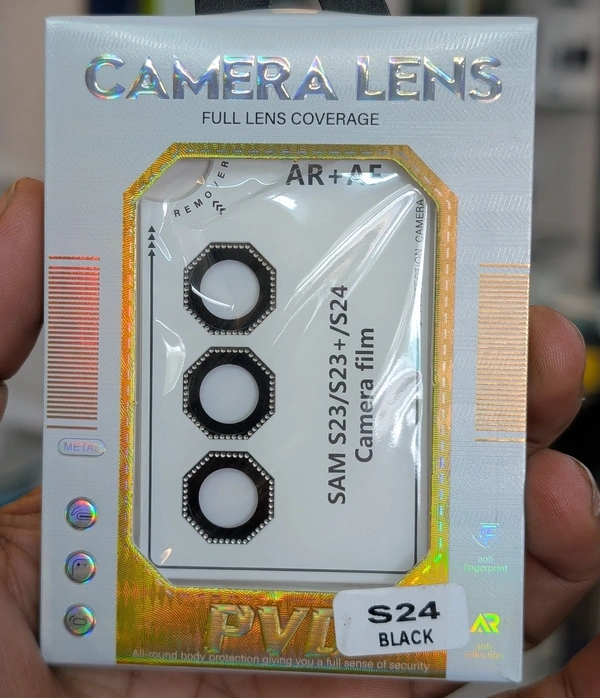 CAMERA LENS
FULL LENS COVERAGE
REMOVER
AR+AF
CAMERA
SAM S23/S23+/S24
Camera film
METAL
anti
fingerprint
S24
BLACK
AR
anti
All-round body protection giving you a full sense of security